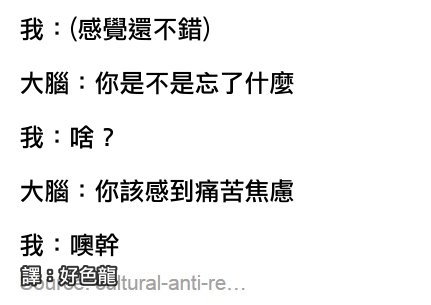 我：(感覺還不錯)
大腦：你是不是忘了什麼
我：啥？
大腦：你該感到痛苦焦慮
我：噢幹
譯：好色龍
Source: cultural-anti-re…